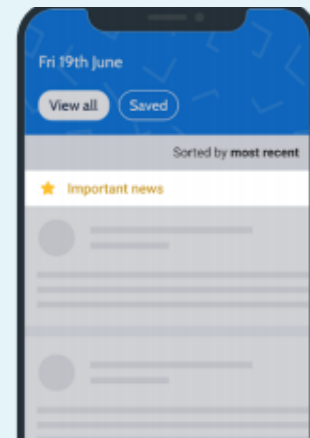 Fri 19th June
View all Saved
Sorted by most recent
Important news